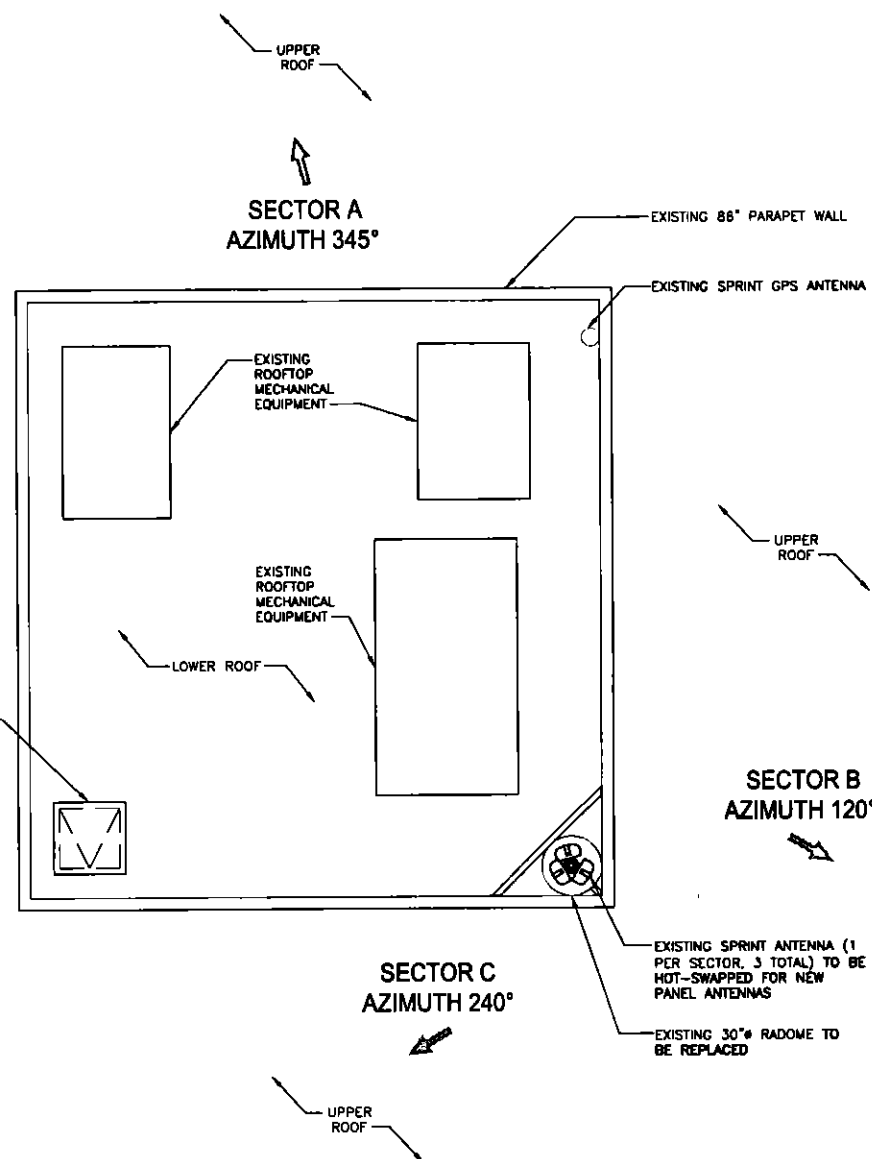 UPPER
ROOF
SECTOR A
AZIMUTH 345°
EXISTING 88" PARAPET WALL
EXISTING SPRINT GPS ANTENNA
EXISTING
ROOFTOP
MECHANICAL
EQUIPMENT
UPPER
ROOF
EXISTING
ROOFTOP
MECHANICAL
EQUIPMENT
LOWER ROOF
SECTOR B
AZIMUTH 120°
EXISTING SPRINT ANTENNA (1
PER SECTOR, 3 TOTAL) TO BE
HOT-SWAPPED FOR NEW
PANEL ANTENNAS
SECTOR C
AZIMUTH 240°
EXISTING 30"ø RADOME TO
BE REPLACED
UPPER
ROOF